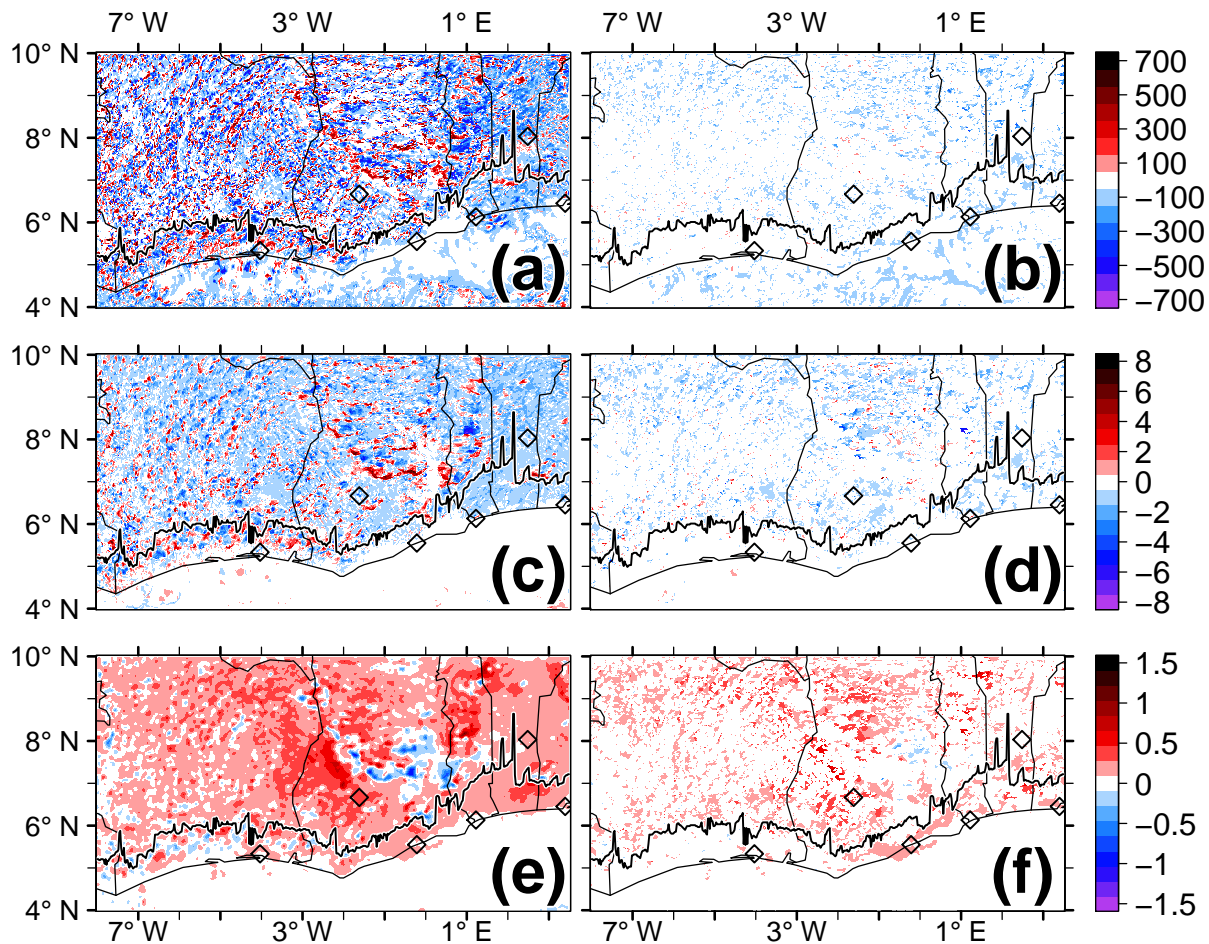 7° W 3° W 1° E 7° W 3° W 1° E
10° N
8° N
6° N
4° N
(a) (b)
700
500
300
100
−100
−300
−500
−700
10° N
8° N
6° N
4° N
(c) (d)
8
6
4
2
0
−2
−4
−6
−8
10° N
8° N
6° N
4° N
(e) (f)
1.5
1
0.5
0
−0.5
−1
−1.5
7° W 3° W 1° E 7° W 3° W 1° E